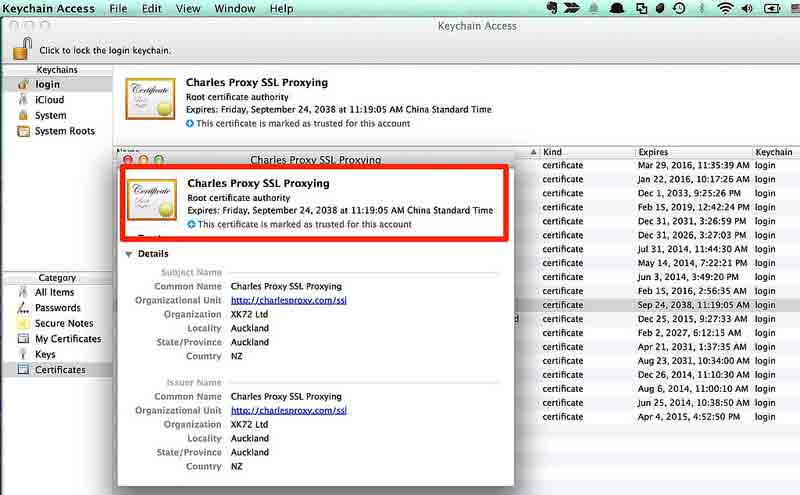 Keychain Access File Edit View Window Help
Keychain Access
Click to lock the login keychain.
Keychains
login
iCloud
System
System Roots
Charles Proxy SSL Proxying
Root certificate authority
Expires: Friday, September 24, 2038 at 11:19:05 AM China Standard Time
This certificate is marked as trusted for this account
Kind Expires Keychain
certificate Mar 29, 2016, 11:35:39 AM login
certificate Jan 22, 2016, 10:17:26 AM login
certificate Dec 1, 2033, 9:25:26 PM login
certificate Feb 15, 2019, 12:42:24 PM login
certificate Dec 31, 2031, 3:26:59 PM login
certificate Dec 31, 2026, 3:27:03 PM login
certificate Jul 31, 2014, 11:44:30 AM login
certificate May 14, 2014, 7:22:21 PM login
certificate Jun 3, 2014, 3:49:20 PM login
certificate Feb 15, 2016, 2:56:35 AM login
certificate Sep 24, 2038, 11:19:05 AM login
certificate Dec 25, 2015, 9:27:33 AM login
certificate Feb 2, 2027, 6:12:15 AM login
certificate Apr 21, 2031, 1:37:35 AM login
certificate Aug 23, 2031, 10:34:00 AM login
certificate Dec 26, 2014, 11:10:30 AM login
certificate Aug 6, 2014, 11:00:10 AM login
certificate Jun 25, 2014, 10:38:50 AM login
certificate Apr 4, 2015, 4:52:50 PM login
Charles Proxy SSL Proxying
Certificate
Charles Proxy SSL Proxying
Root certificate authority
Expires: Friday, September 24, 2038 at 11:19:05 AM China Standard Time
This certificate is marked as trusted for this account
Details
Subject Name
Common Name Charles Proxy SSL Proxying
Organizational Unit http://charlesproxy.com/ssl
Organization XK72 Ltd
Locality Auckland
State/Province Auckland
Country NZ
Issuer Name
Common Name Charles Proxy SSL Proxying
Organizational Unit http://charlesproxy.com/ssl
Organization XK72 Ltd
Locality Auckland
State/Province Auckland
Country NZ
Category
All Items
Passwords
Secure Notes
My Certificates
Keys
Certificates